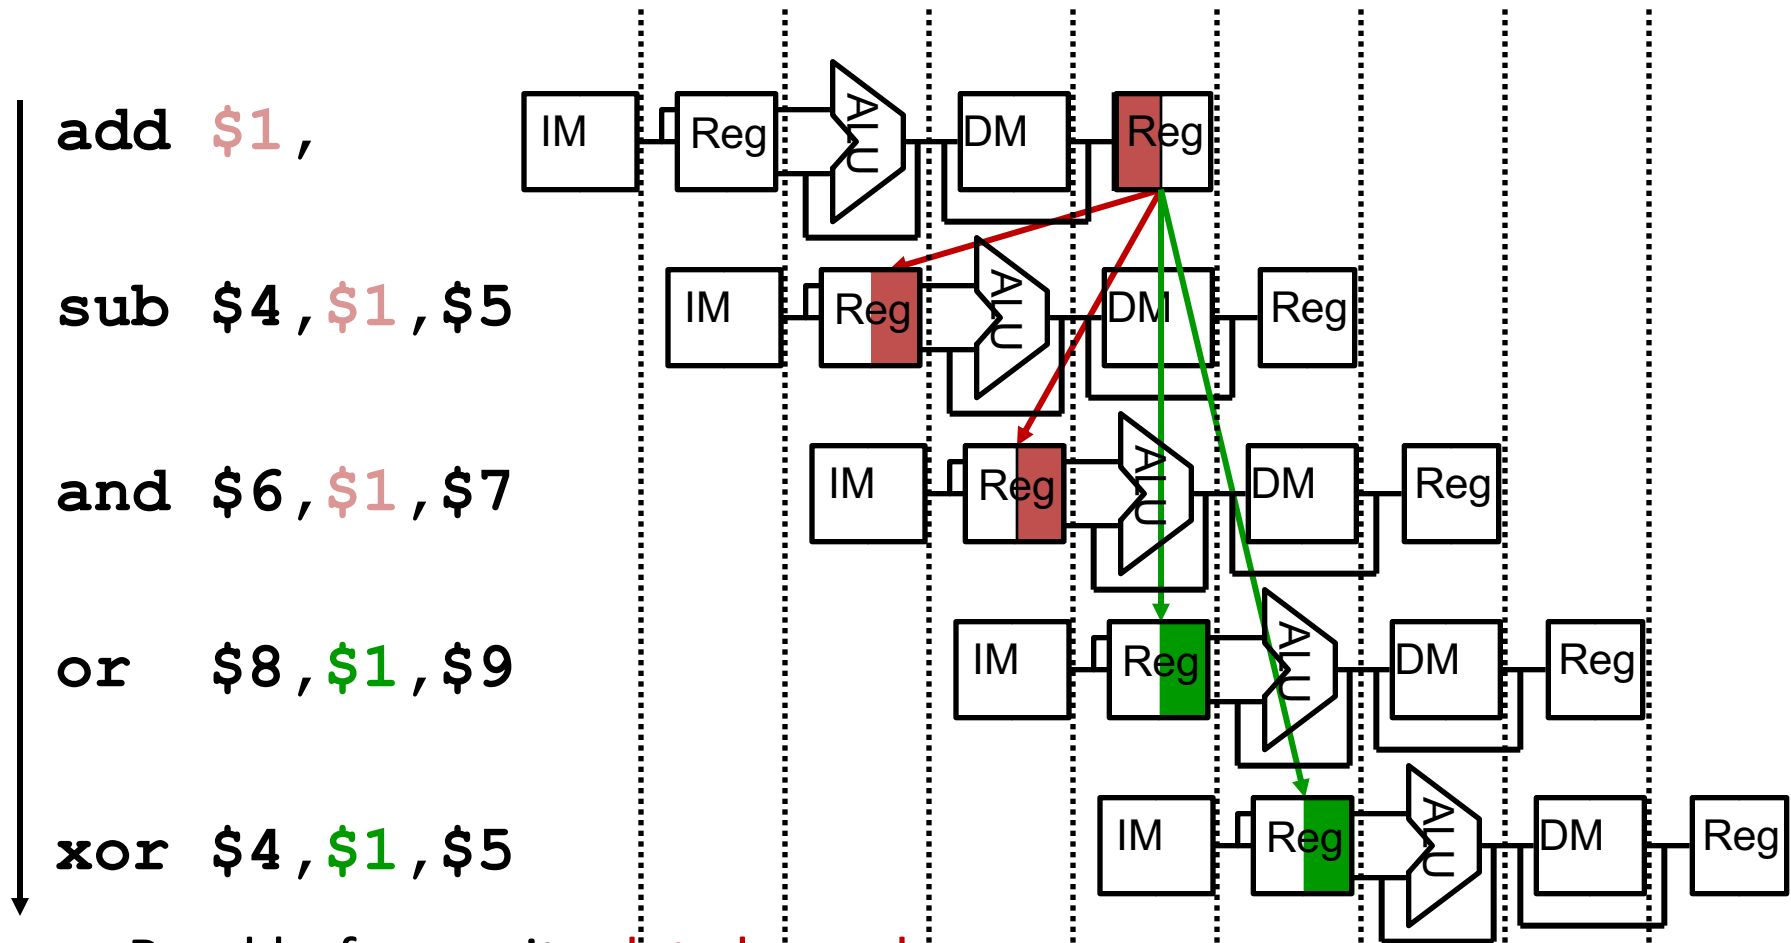 add $1, IM Reg ALU DM Reg
sub $4,$1,$5 IM Reg ALU DM Reg
and $6,$1,$7 IM Reg ALU DM Reg
or $8,$1,$9 IM Reg ALU DM Reg
xor $4,$1,$5 IM Reg ALU DM Reg